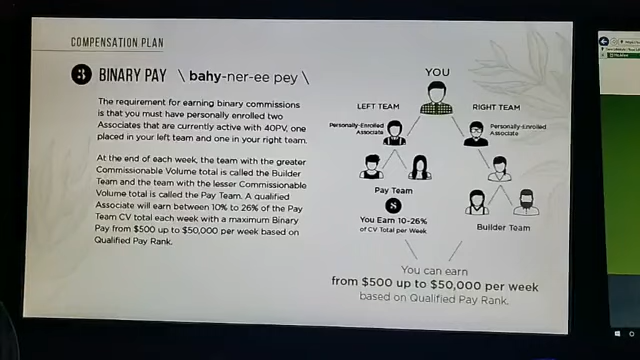 COMPENSATION PLAN
3 BINARY PAY \ bahy-ner-ee pey \
The requirement for earning binary commissions
is that you must have personally enrolled two
Associates that are currently active with 40PV, one
placed in your left team and one in your right team.
At the end of each week, the team with the greater
Commissionable Volume total is called the Builder
Team and the team with the lesser Commissionable
Volume total is called the Pay Team. A qualified
Associate will earn between 10% to 26% of the Pay
Team CV total each week with a maximum Binary
Pay from $500 up to $50,000 per week based on
Qualified Pay Rank.
YOU
LEFT TEAM
RIGHT TEAM
Personally-Enrolled
Associate
Personally-Enrolled
Associate
Pay Team
$
You Earn 10-26%
of CV Total per Week
Builder Team
You can earn
from $500 up to $50,000 per week
based on Qualified Pay Rank.